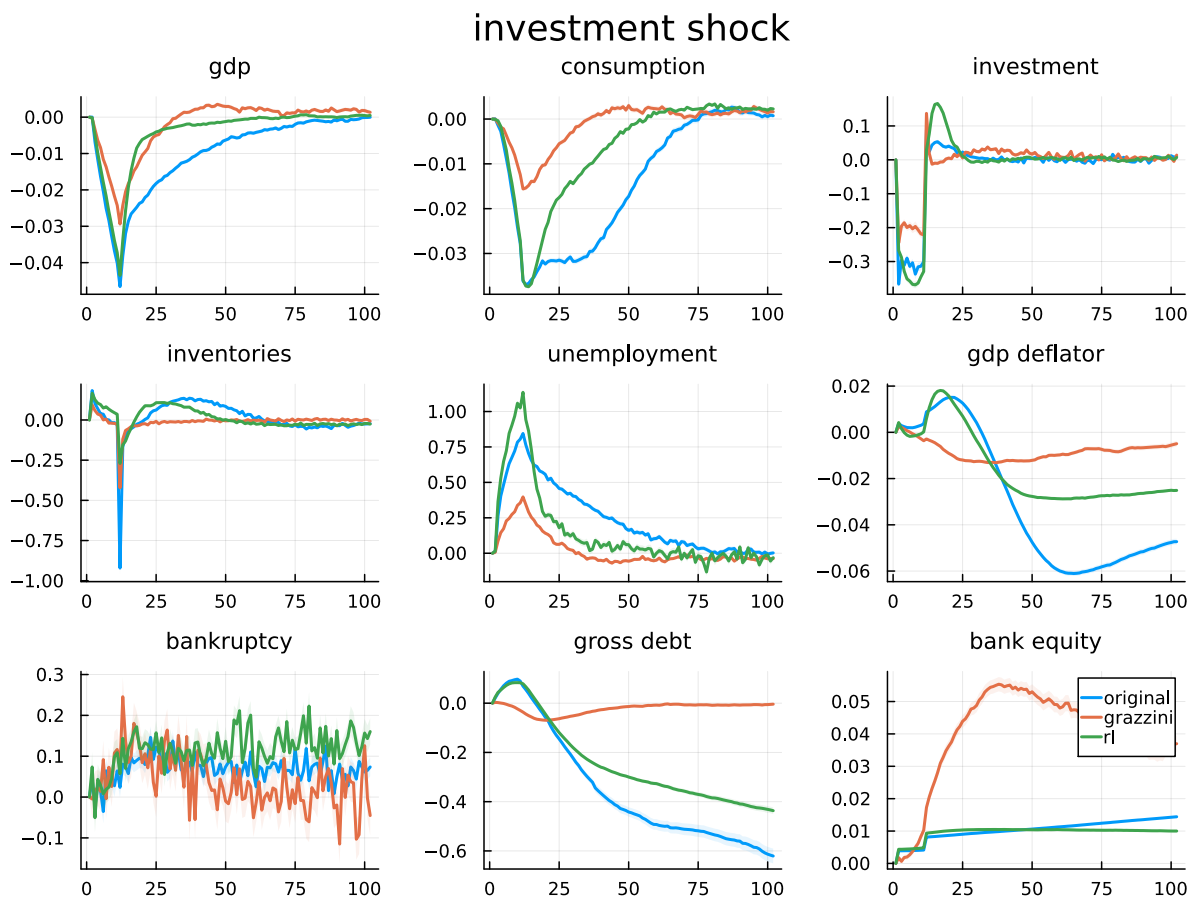 investment shock
gdp
consumption
investment
0.00
−0.01
−0.02
−0.03
−0.04
0 25 50 75 100
0.00
−0.01
−0.02
−0.03
0 25 50 75 100
0.1
0.0
−0.1
−0.2
−0.3
0 25 50 75 100
inventories
unemployment
gdp deflator
0.00
−0.25
−0.50
−0.75
−1.00
0 25 50 75 100
1.00
0.75
0.50
0.25
0.00
0 25 50 75 100
0.02
0.00
−0.02
−0.04
−0.06
0 25 50 75 100
bankruptcy
gross debt
bank equity
0.3
0.2
0.1
0.0
−0.1
0 25 50 75 100
0.0
−0.2
−0.4
−0.6
0 25 50 75 100
0.05
0.04
0.03
0.02
0.01
0.00
0 25 50 75 100
original
grazzini
rl